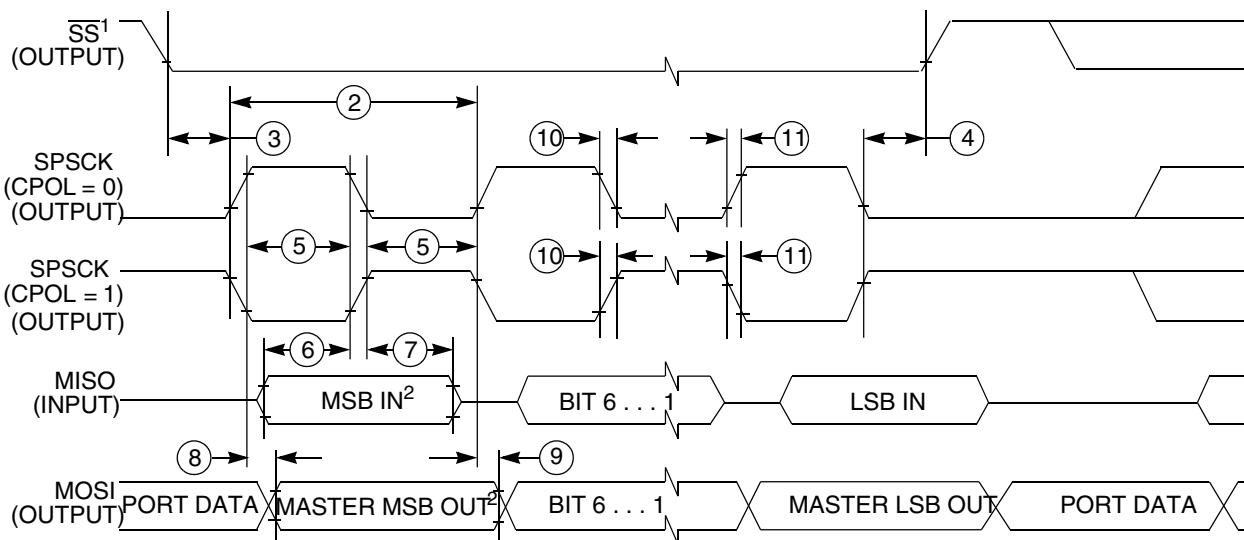 SS1
(OUTPUT)
2
3
10
11
4
SPSCK
(CPOL = 0)
(OUTPUT)
5
5
10
11
SPSCK
(CPOL = 1)
(OUTPUT)
6
7
MISO
(INPUT)
MSB IN2
BIT 6 . . . 1
LSB IN
8
9
MOSI
(OUTPUT)
PORT DATA
MASTER MSB OUT2
BIT 6 . . . 1
MASTER LSB OUT
PORT DATA